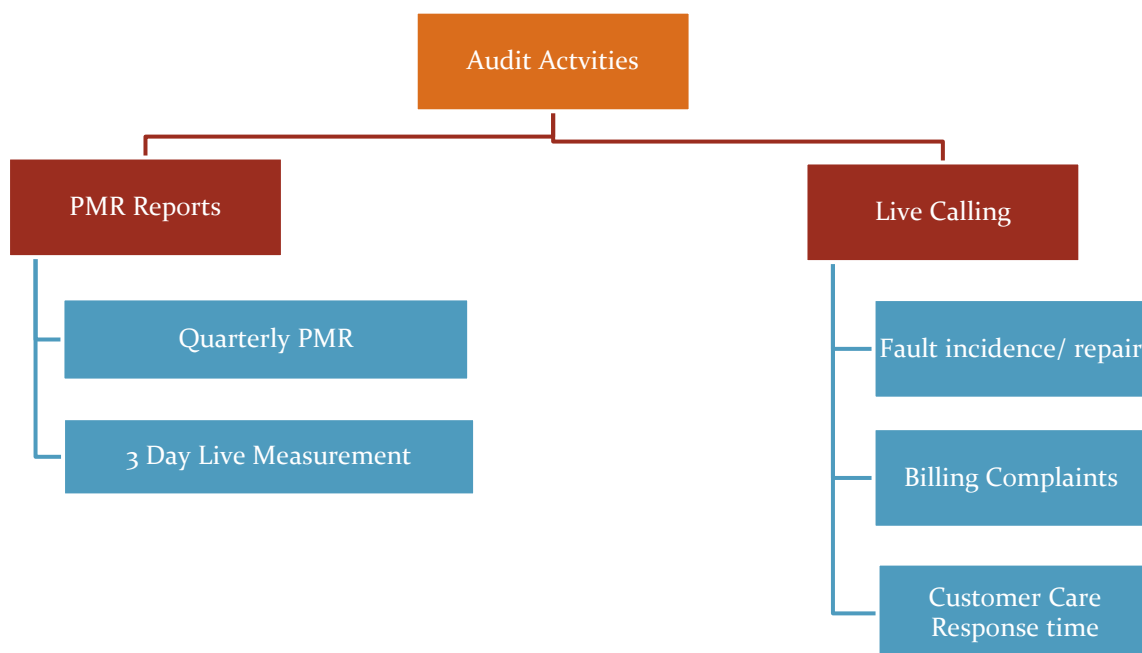 Audit Actvities
PMR Reports
Live Calling
Quarterly PMR
Fault incidence/ repair
3 Day Live Measurement
Billing Complaints
Customer Care
Response time